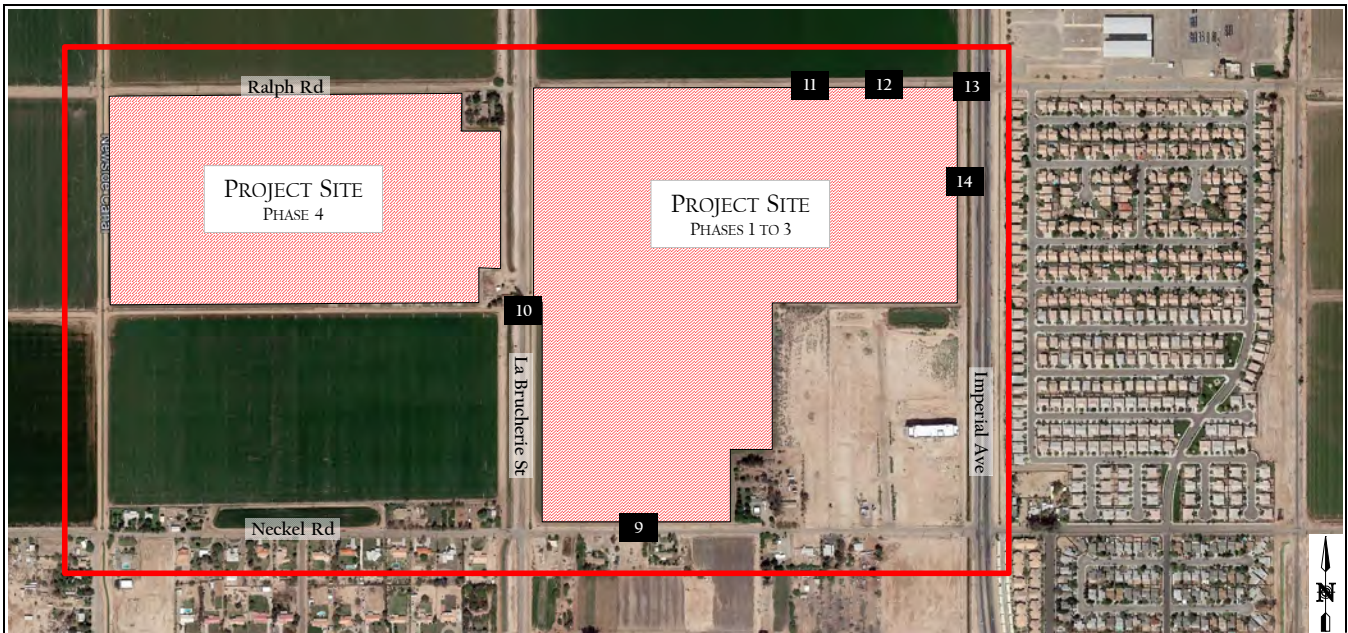 Ralph Rd
11
12
13
PROJECT SITE
PHASE 4
PROJECT SITE
PHASES 1 TO 3
14
10
La Brucherie St
Imperial Ave
Neckel Rd
9
N